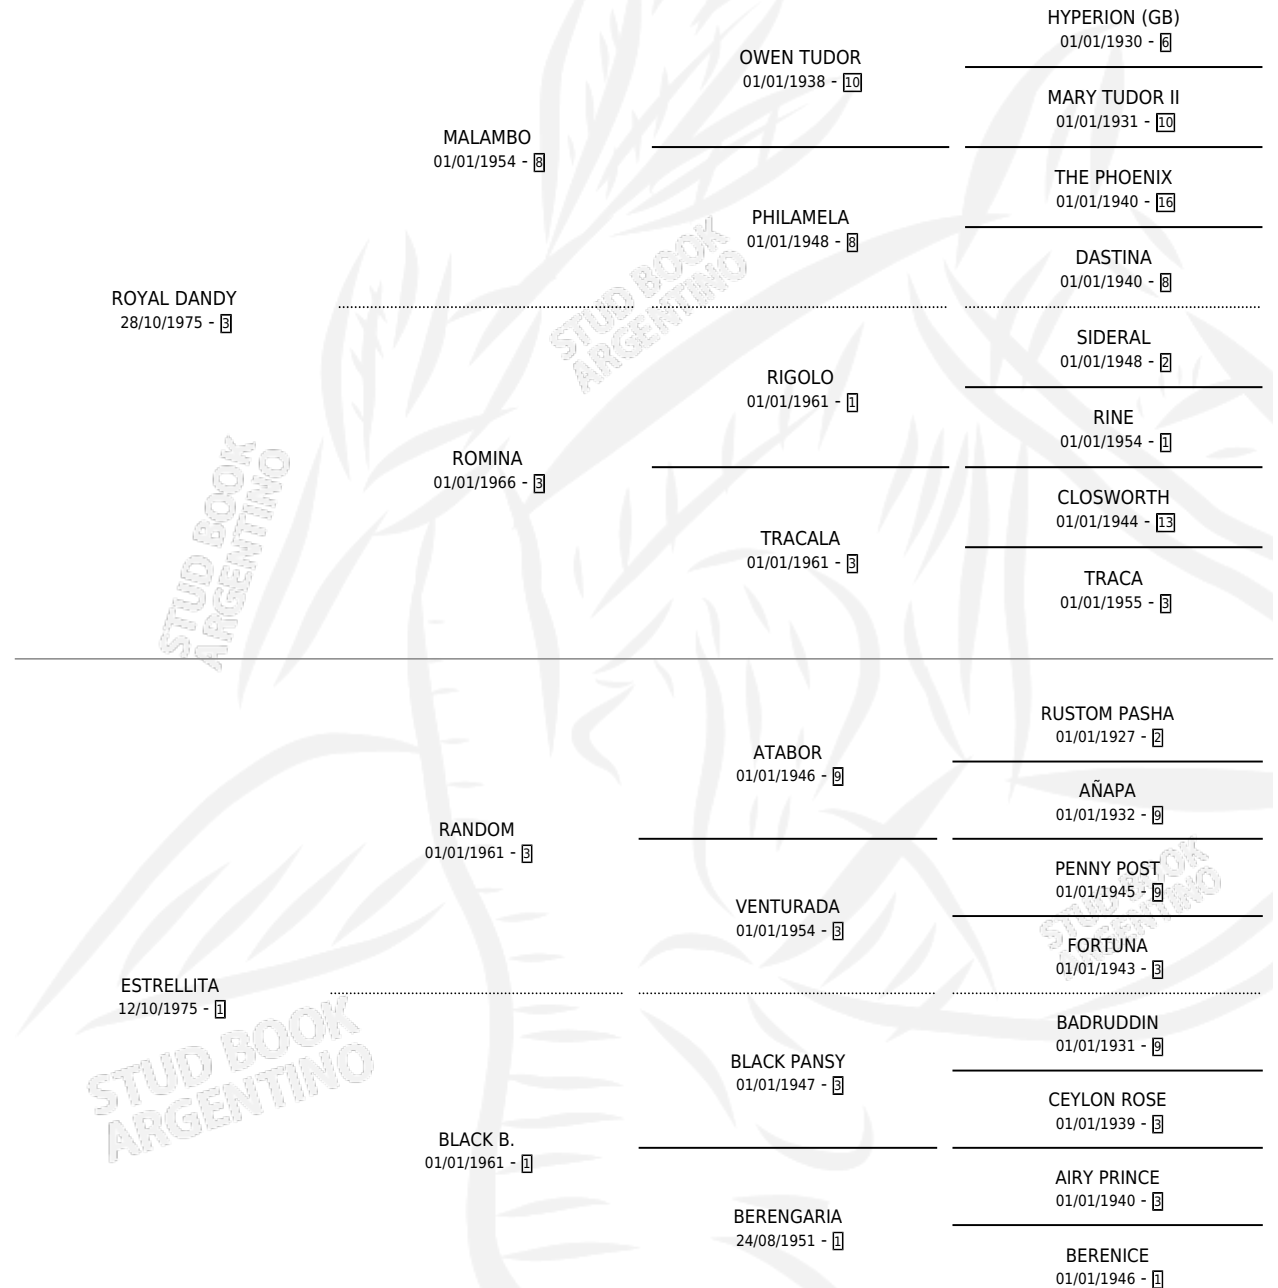 HYPERION (GB)
01/01/1930 - 6
OWEN TUDOR
01/01/1938 - 10
MARY TUDOR II
01/01/1931 - 10
MALAMBO
01/01/1954 - 8
THE PHOENIX
01/01/1940 - 16
PHILAMELA
01/01/1948 - 8
DASTINA
01/01/1940 - 8
ROYAL DANDY
28/10/1975 - 3
SIDERAL
01/01/1948 - 2
RIGOLO
01/01/1961 - 1
RINE
01/01/1954 - 1
ROMINA
01/01/1966 - 3
CLOSWORTH
01/01/1944 - 13
TRACALA
01/01/1961 - 3
TRACA
01/01/1955 - 3
STUD BOOK
ARGENTINO
STUD BOOK
ARGENTINO
RUSTOM PASHA
01/01/1927 - 2
ATABOR
01/01/1946 - 9
AÑAPA
01/01/1932 - 9
RANDOM
01/01/1961 - 3
PENNY POST
01/01/1945 - 9
VENTURADA
01/01/1954 - 3
FORTUNA
01/01/1943 - 3
STUD BOOK
ARGENTINO
ESTRELLITA
12/10/1975 - 1
BADRUDDIN
01/01/1931 - 9
BLACK PANSY
01/01/1947 - 3
CEYLON ROSE
01/01/1939 - 3
STUD BOOK
ARGENTINO
BLACK B.
01/01/1961 - 1
AIRY PRINCE
01/01/1940 - 3
BERENGARIA
24/08/1951 - 1
BERENICE
01/01/1946 - 1